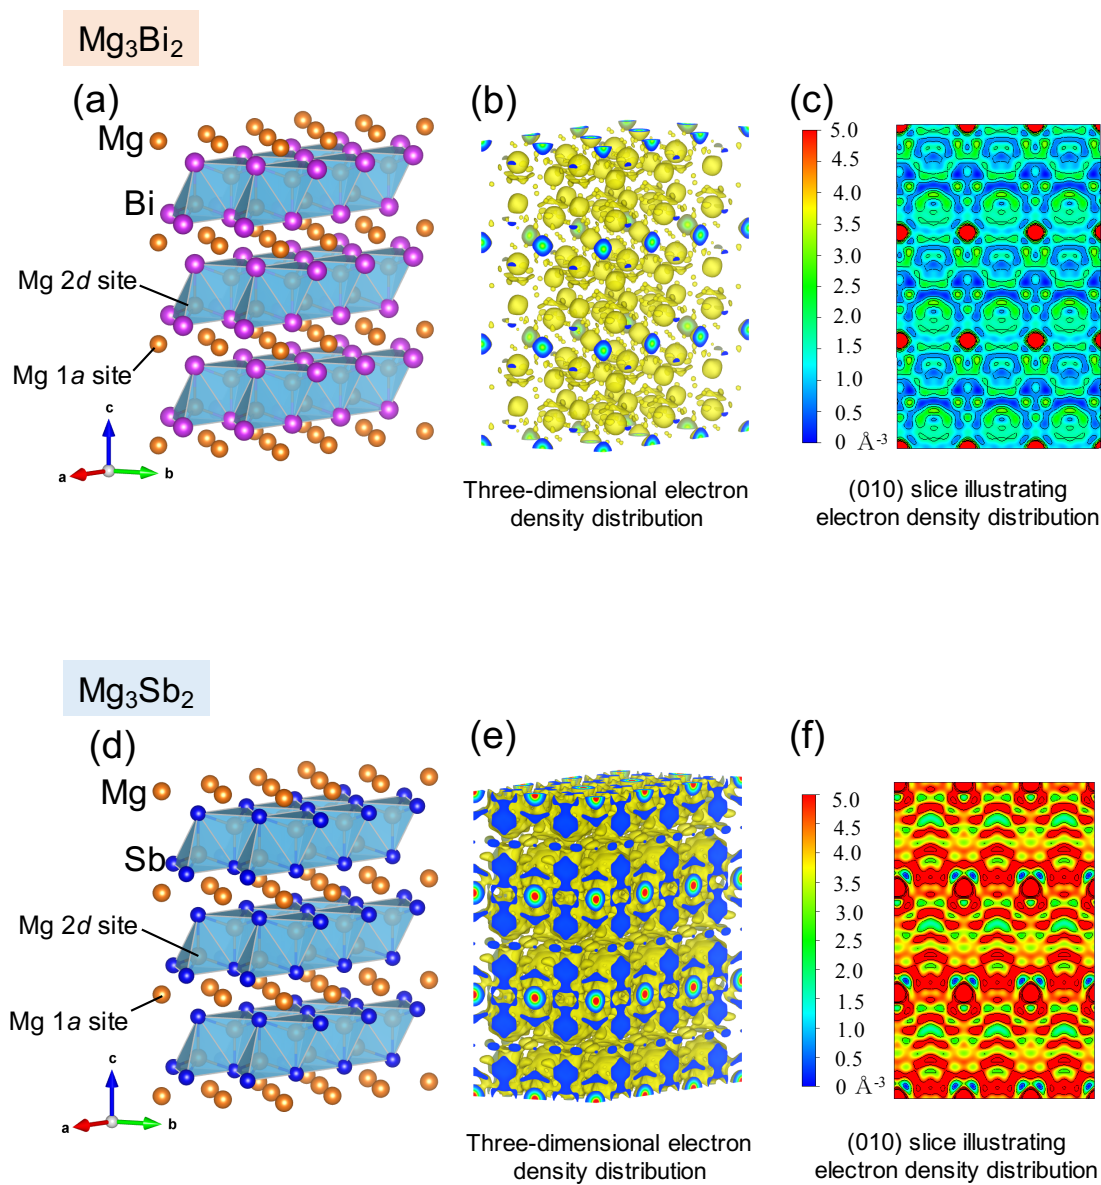 Mg3Bi2
(a)
(b)
(c)
Mg
Bi
Mg 2d site
Mg 1a site
c
a
b
5.0
4.5
4.0
3.5
3.0
2.5
2.0
1.5
1.0
0.5
0 Å-3
Three-dimensional electron
density distribution
(010) slice illustrating
electron density distribution
Mg3Sb2
(d)
(e)
(f)
Mg
Sb
Mg 2d site
Mg 1a site
c
a
b
5.0
4.5
4.0
3.5
3.0
2.5
2.0
1.5
1.0
0.5
0 Å-3
Three-dimensional electron
density distribution
(010) slice illustrating
electron density distribution